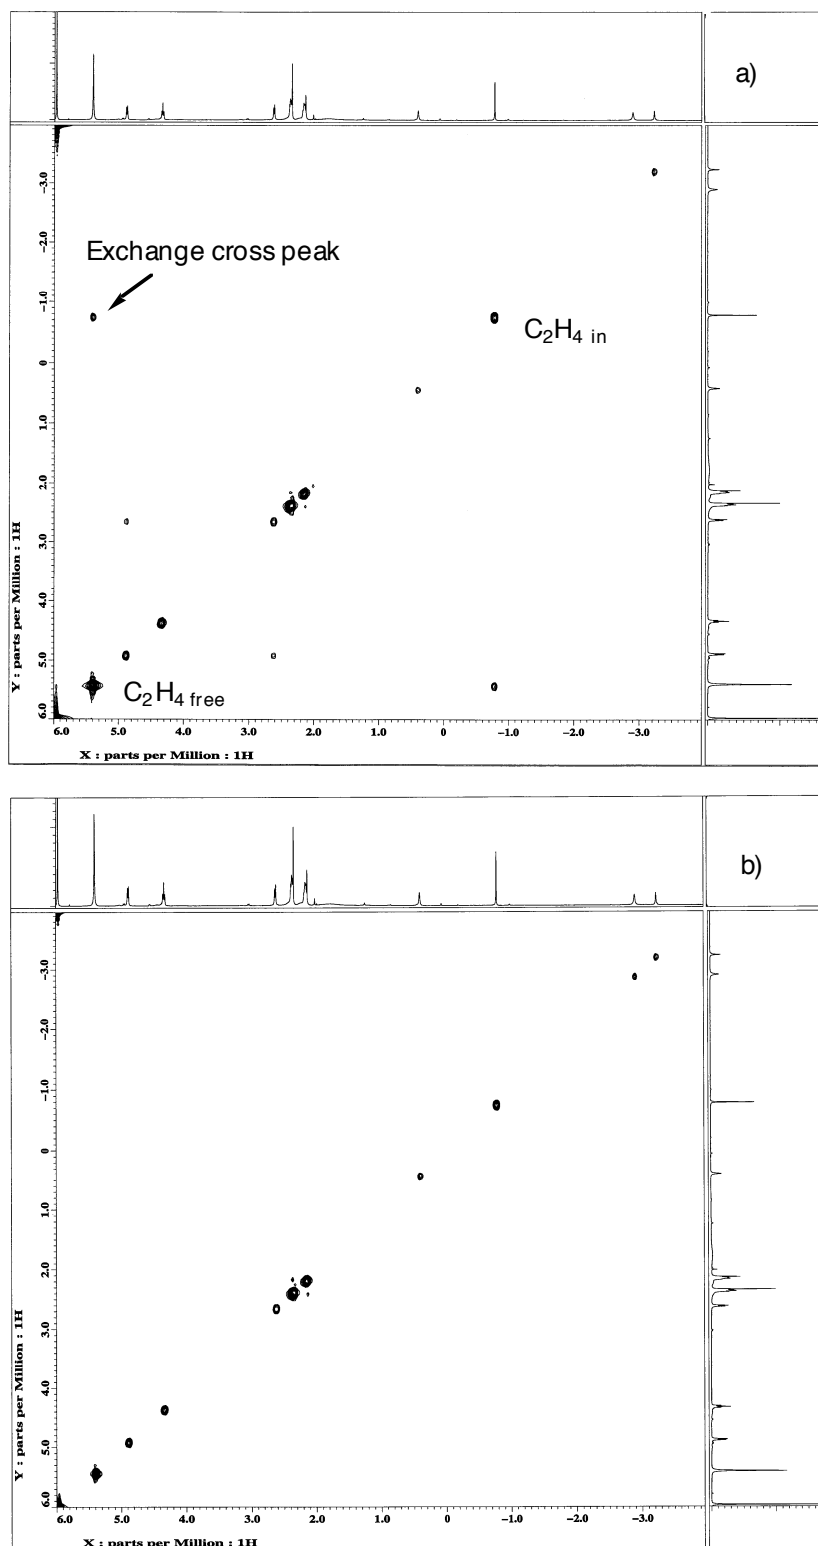 a)
Exchange cross peak
C₂H₄ in
C₂H₄ free
Y : parts per Million : 1H
-3.0
-2.0
-1.0
0
1.0
2.0
3.0
4.0
5.0
6.0
6.0 5.0 4.0 3.0 2.0 1.0 0 -1.0 -2.0 -3.0
X : parts per Million : 1H
b)
Y : parts per Million : 1H
-3.0
-2.0
-1.0
0
1.0
2.0
3.0
4.0
5.0
6.0
6.0 5.0 4.0 3.0 2.0 1.0 0 -1.0 -2.0 -3.0
X : parts per Million : 1H